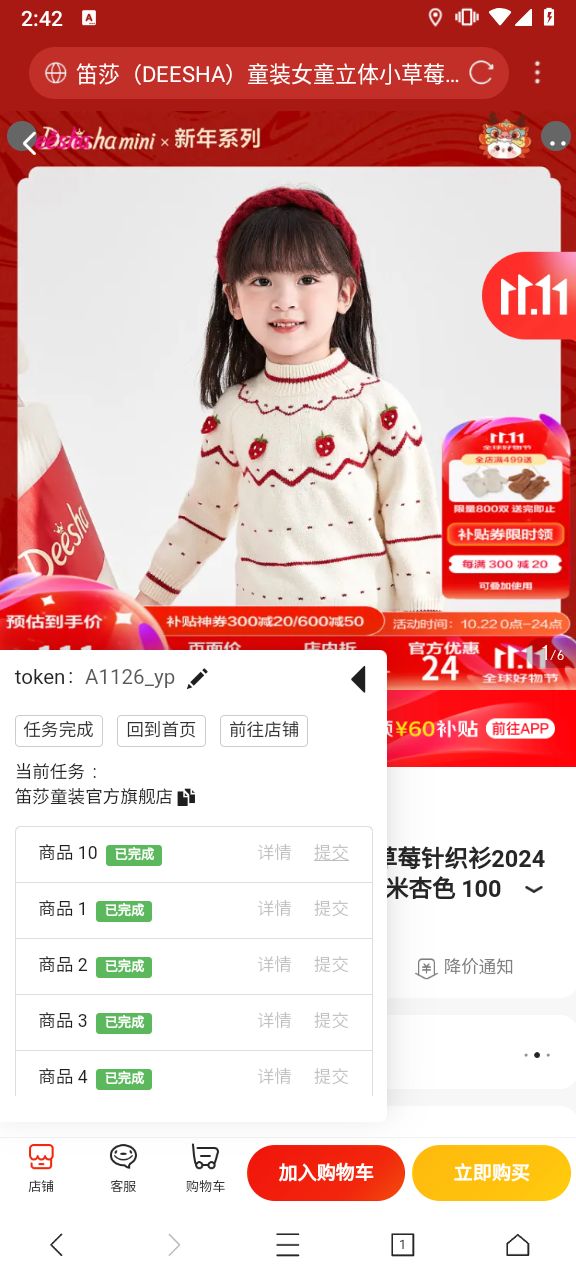 2:42
A
笛莎（DEESHA）童装女童立体小草莓...
Deesha mini × 新年系列
11.11
11.11
全球好物节
全店满499送
限量800双 送完即止
补贴券限时领
每满 300 减 20
可叠加使用
Deesha
预估到手价
补贴神券300减20/600减50
活动时间：10.22 0点–24点
页面价
店内折
官方优惠
24
11.11
全球好物节
1/6
token：A1126_yp
¥60补贴
前往APP
任务完成
回到首页
前往店铺
当前任务：
笛莎童装官方旗舰店
商品 10 已完成 详情 提交
草莓针织衫2024
米杏色 100
商品 1 已完成 详情 提交
商品 2 已完成 详情 提交
降价通知
商品 3 已完成 详情 提交
商品 4 已完成 详情 提交
店铺
客服
购物车
加入购物车
立即购买
1